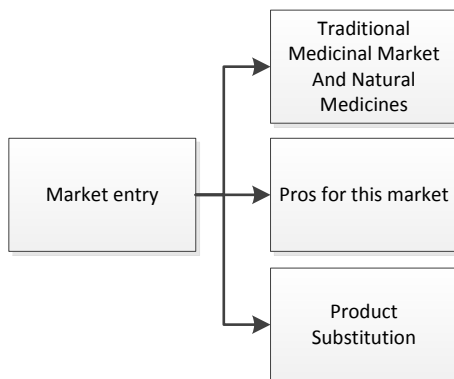 Traditional
Medicinal Market
And Natural
Medicines
Market entry
Pros for this market
Product
Substitution